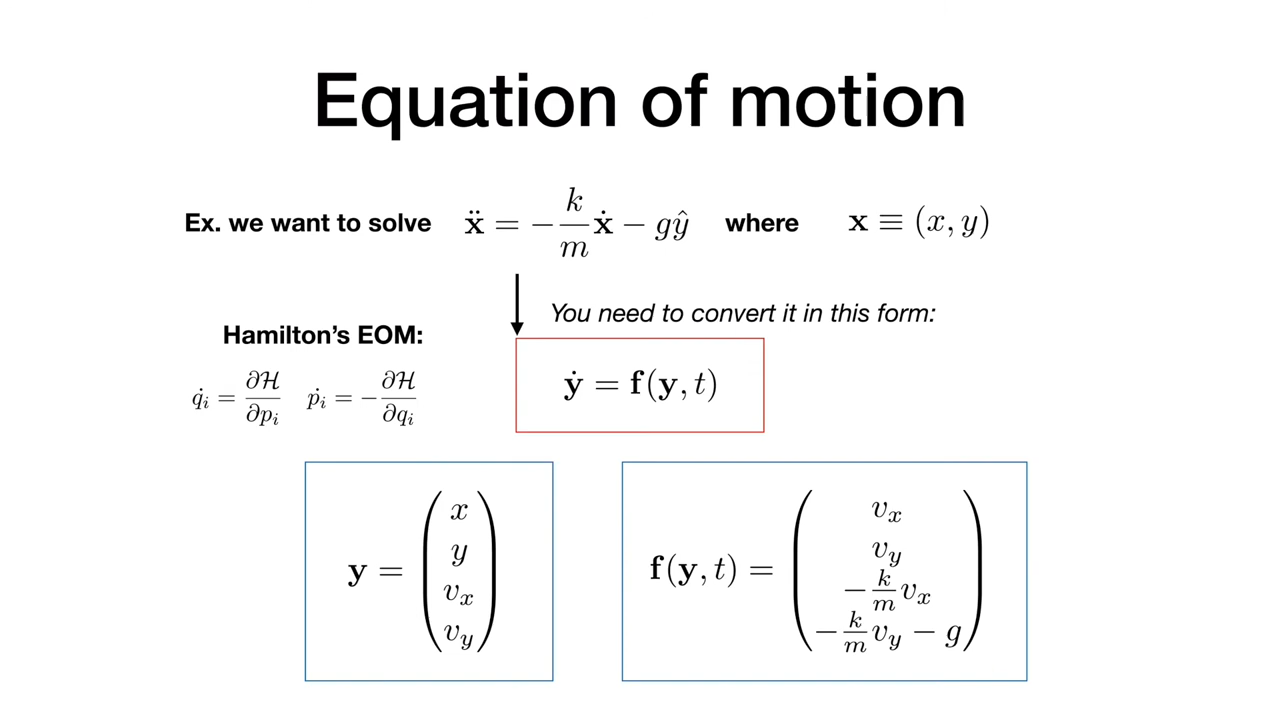 Equation of motion
Ex. we want to solve ẍ = −k/m ẋ − gŷ where x ≡ (x, y)
You need to convert it in this form:
Hamilton’s EOM:
q̇ᵢ = ∂ℋ/∂pᵢ ṗᵢ = −∂ℋ/∂qᵢ
ẏ = f(y, t)
y = (x y vₓ v_y)
f(y, t) = (vₓ v_y −k/m vₓ −k/m v_y − g)